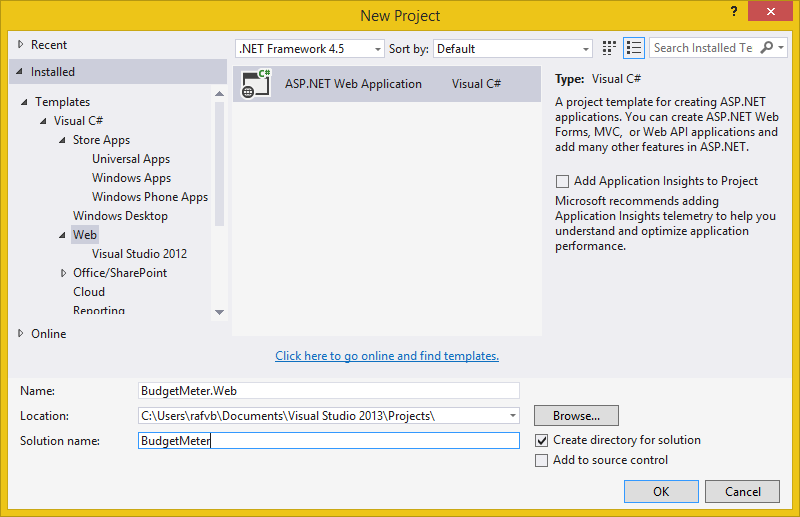 New Project
?
Recent
Installed
Templates
Visual C#
Store Apps
Universal Apps
Windows Apps
Windows Phone Apps
Windows Desktop
Web
Visual Studio 2012
Office/SharePoint
Cloud
Reporting
Online
.NET Framework 4.5
Sort by:
Default
Search Installed Te
C#
ASP.NET Web Application
Visual C#
Type: Visual C#
A project template for creating ASP.NET
applications. You can create ASP.NET Web
Forms, MVC, or Web API applications and
add many other features in ASP.NET.
Add Application Insights to Project
Microsoft recommends adding
Application Insights telemetry to help you
understand and optimize application
performance.
Click here to go online and find templates.
Name:
BudgetMeter.Web
Location:
C:\Users\rafvb\Documents\Visual Studio 2013\Projects\
Browse...
Solution name:
BudgetMeter
Create directory for solution
Add to source control
OK
Cancel